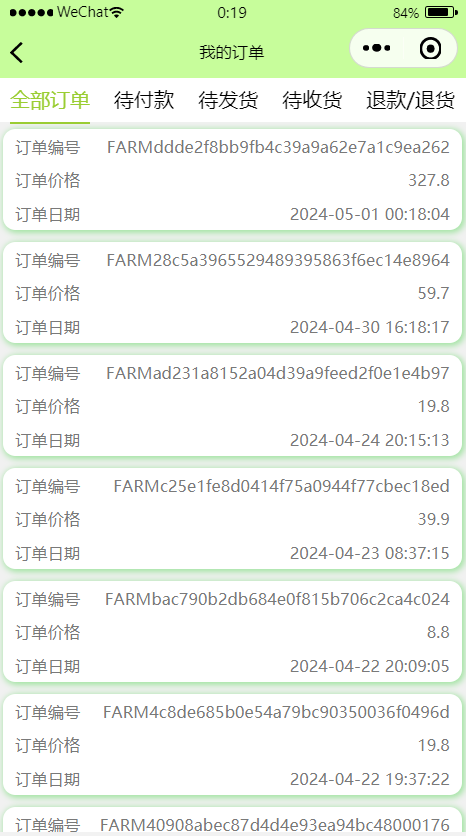 WeChat 0:19 84%
我的订单
全部订单 待付款 待发货 待收货 退款/退货
订单编号 FARMddde2f8bb9fb4c39a9a62e7a1c9ea262
订单价格 327.8
订单日期 2024-05-01 00:18:04
订单编号 FARM28c5a3965529489395863f6ec14e8964
订单价格 59.7
订单日期 2024-04-30 16:18:17
订单编号 FARMad231a8152a04d39a9feed2f0e1e4b97
订单价格 19.8
订单日期 2024-04-24 20:15:13
订单编号 FARMc25e1fe8d0414f75a0944f77cbec18ed
订单价格 39.9
订单日期 2024-04-23 08:37:15
订单编号 FARMbac790b2db684e0f815b706c2ca4c024
订单价格 8.8
订单日期 2024-04-22 20:09:05
订单编号 FARM4c8de685b0e54a79bc90350036f0496d
订单价格 19.8
订单日期 2024-04-22 19:37:22
订单编号 FARM40908abec87d4d4e93ea94bc48000176